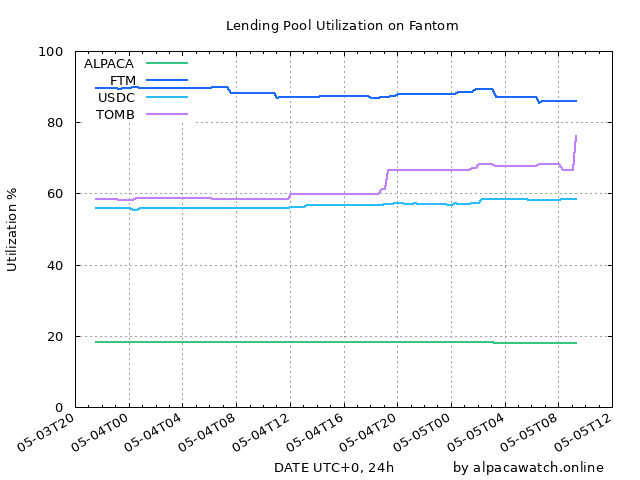 Lending Pool Utilization on Fantom
100
80
60
40
20
0
Utilization %
ALPACA
FTM
USDC
TOMB
05-03T20
05-04T00
05-04T04
05-04T08
05-04T12
05-04T16
05-04T20
05-05T00
05-05T04
05-05T08
05-05T12
DATE UTC+0, 24h
by alpacawatch.online